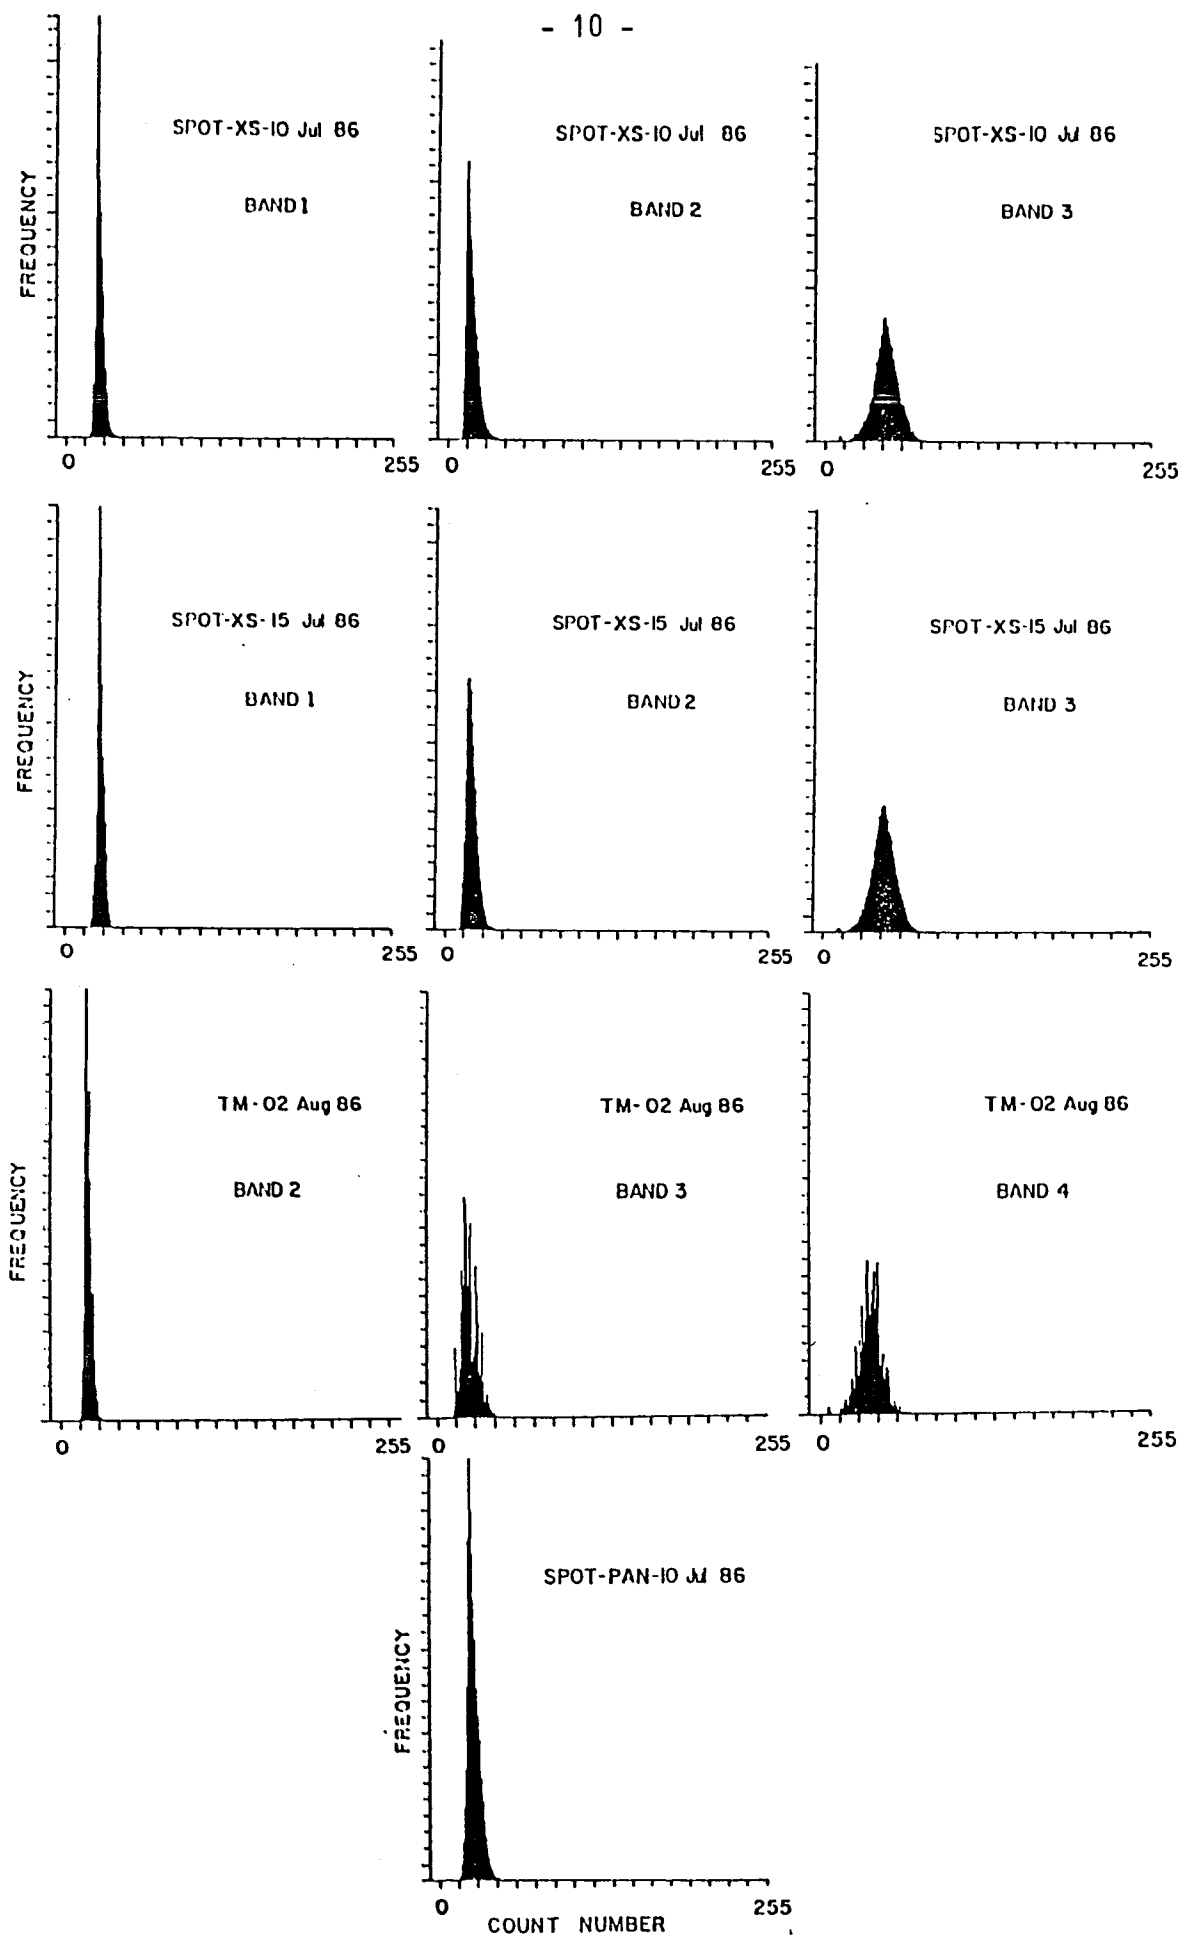 - 10 -
SPOT-XS-10 Jul 86
SPOT-XS-10 Jul 86
SPOT-XS-10 Jul 86
BAND 1
BAND 2
BAND 3
FREQUENCY
0 255
0 255
0 255
SPOT-XS-15 Jul 86
SPOT-XS-15 Jul 86
SPOT-XS-15 Jul 86
BAND 1
BAND 2
BAND 3
FREQUENCY
0 255
0 255
0 255
TM-02 Aug 86
TM-02 Aug 86
TM-02 Aug 86
BAND 2
BAND 3
BAND 4
FREQUENCY
0 255
0 255
0 255
SPOT-PAN-10 Jul 86
FREQUENCY
0 255
COUNT NUMBER